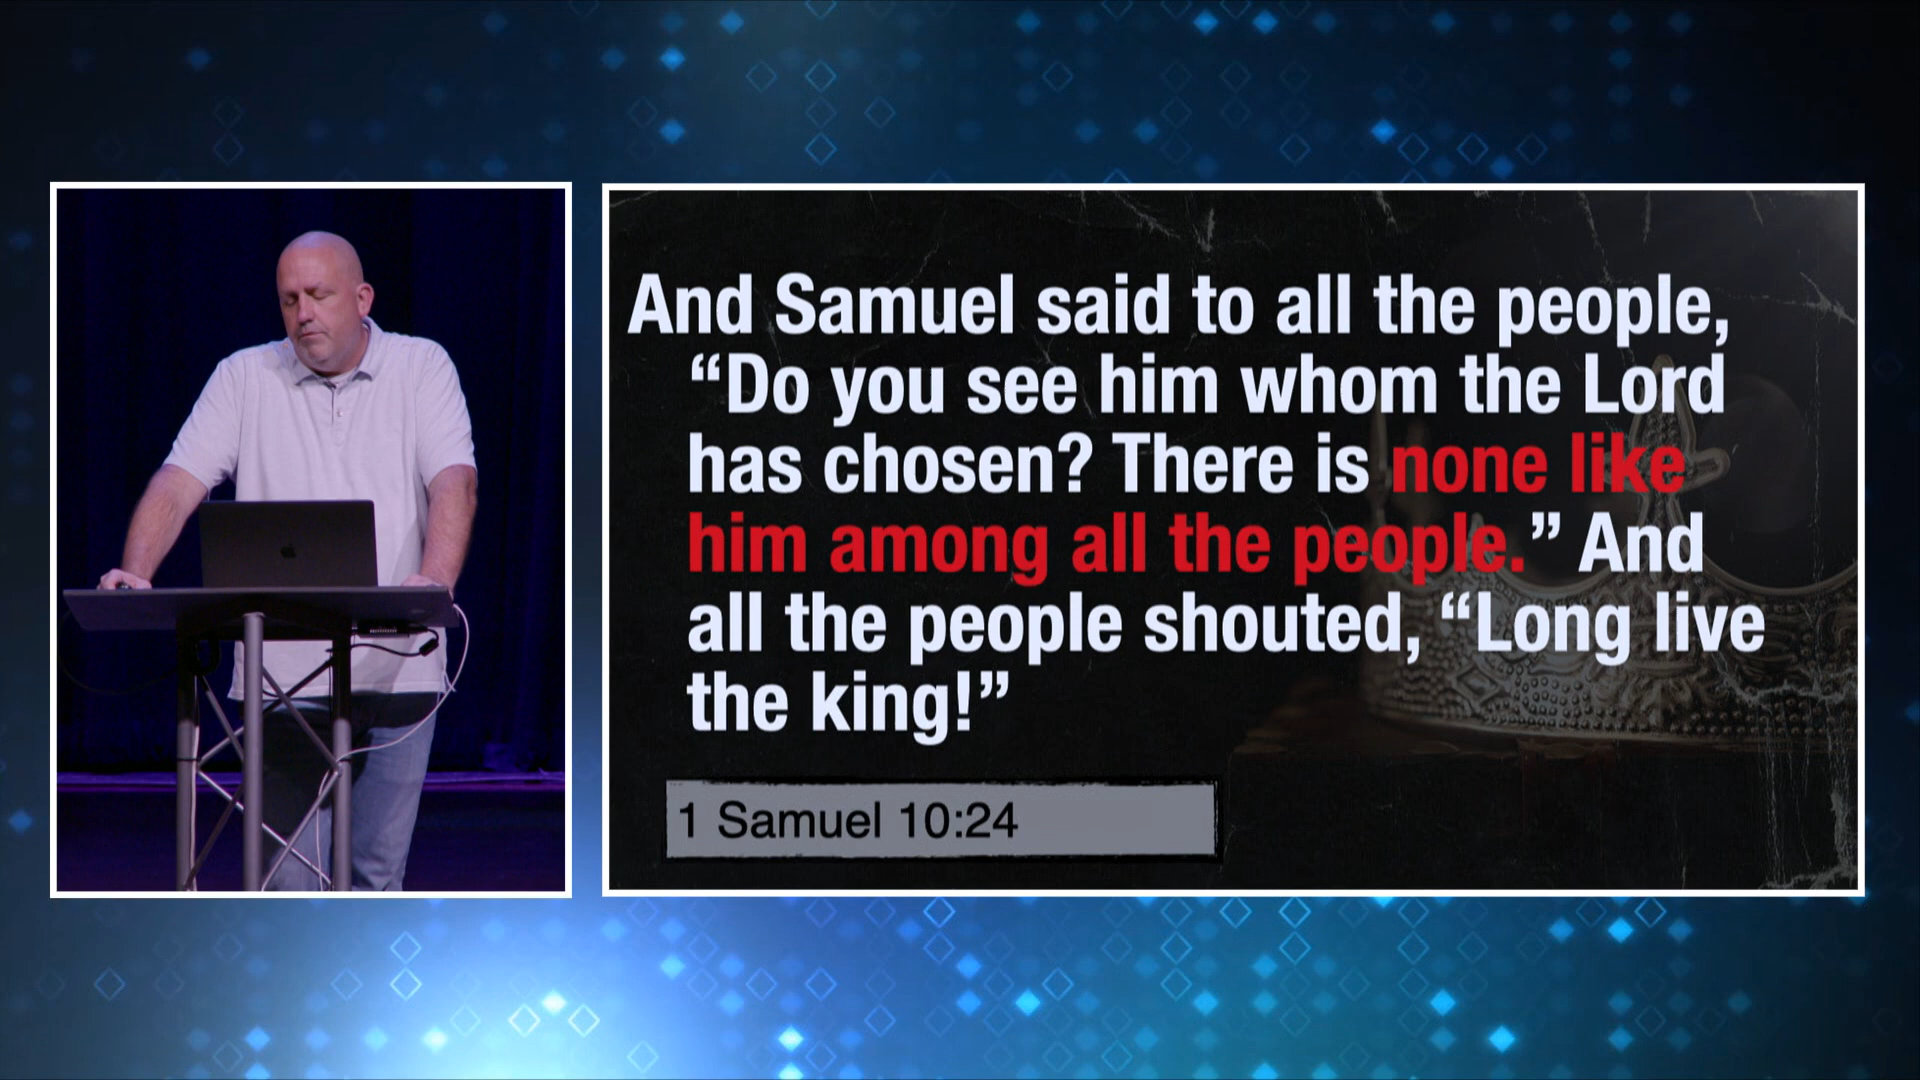 And Samuel said to all the people,
“Do you see him whom the Lord
has chosen? There is none like
him among all the people.” And
all the people shouted, “Long live
the king!”
1 Samuel 10:24